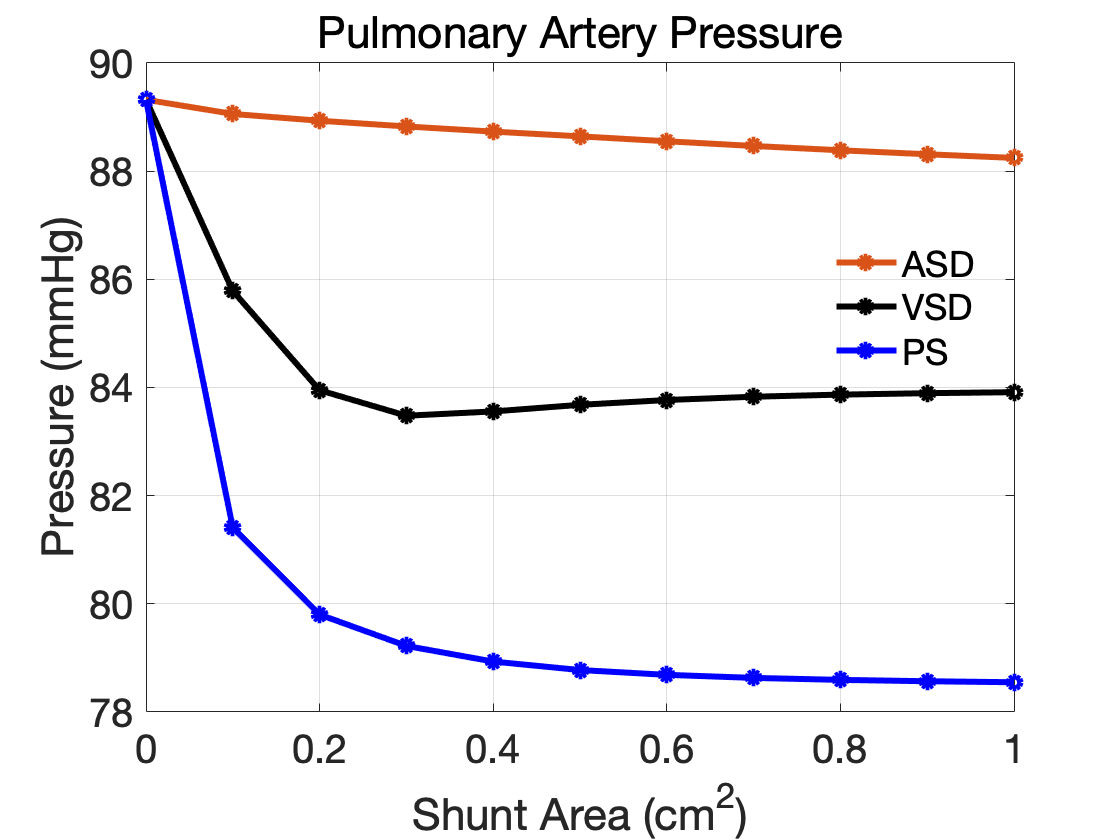 Pulmonary Artery Pressure
90
88
86
84
82
80
78
Pressure (mmHg)
ASD
VSD
PS
0 0.2 0.4 0.6 0.8 1
Shunt Area (cm²)